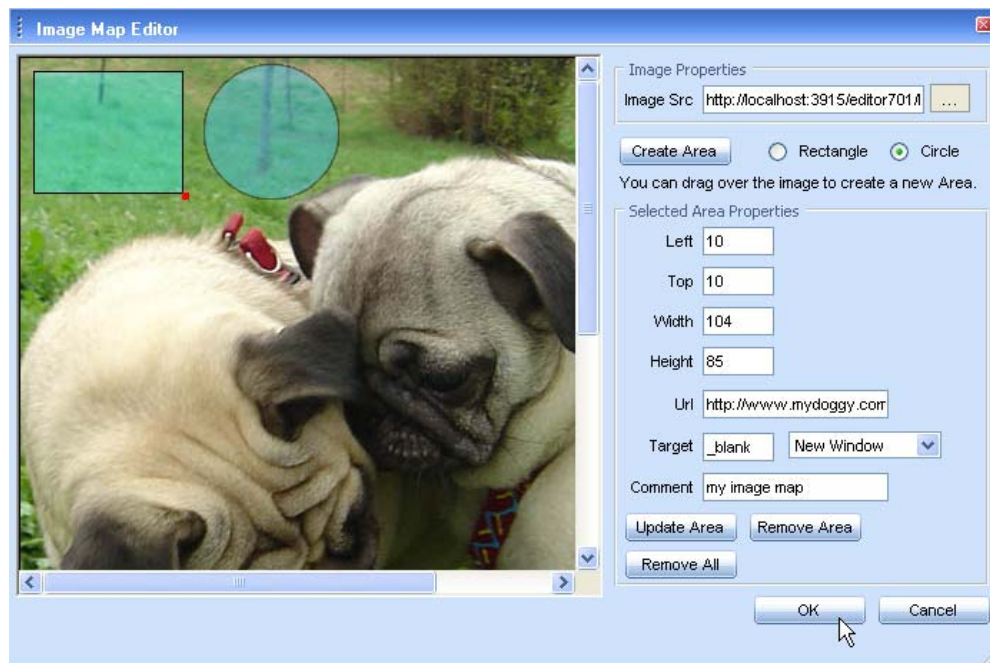 Image Map Editor
Image Properties
Image Src http://localhost:3915/editor701/ ...
Create Area Rectangle Circle
You can drag over the image to create a new Area.
Selected Area Properties
Left 10
Top 10
Width 104
Height 85
Url http://www.mydoggy.com
Target _blank New Window
Comment my image map
Update Area Remove Area
Remove All
OK Cancel